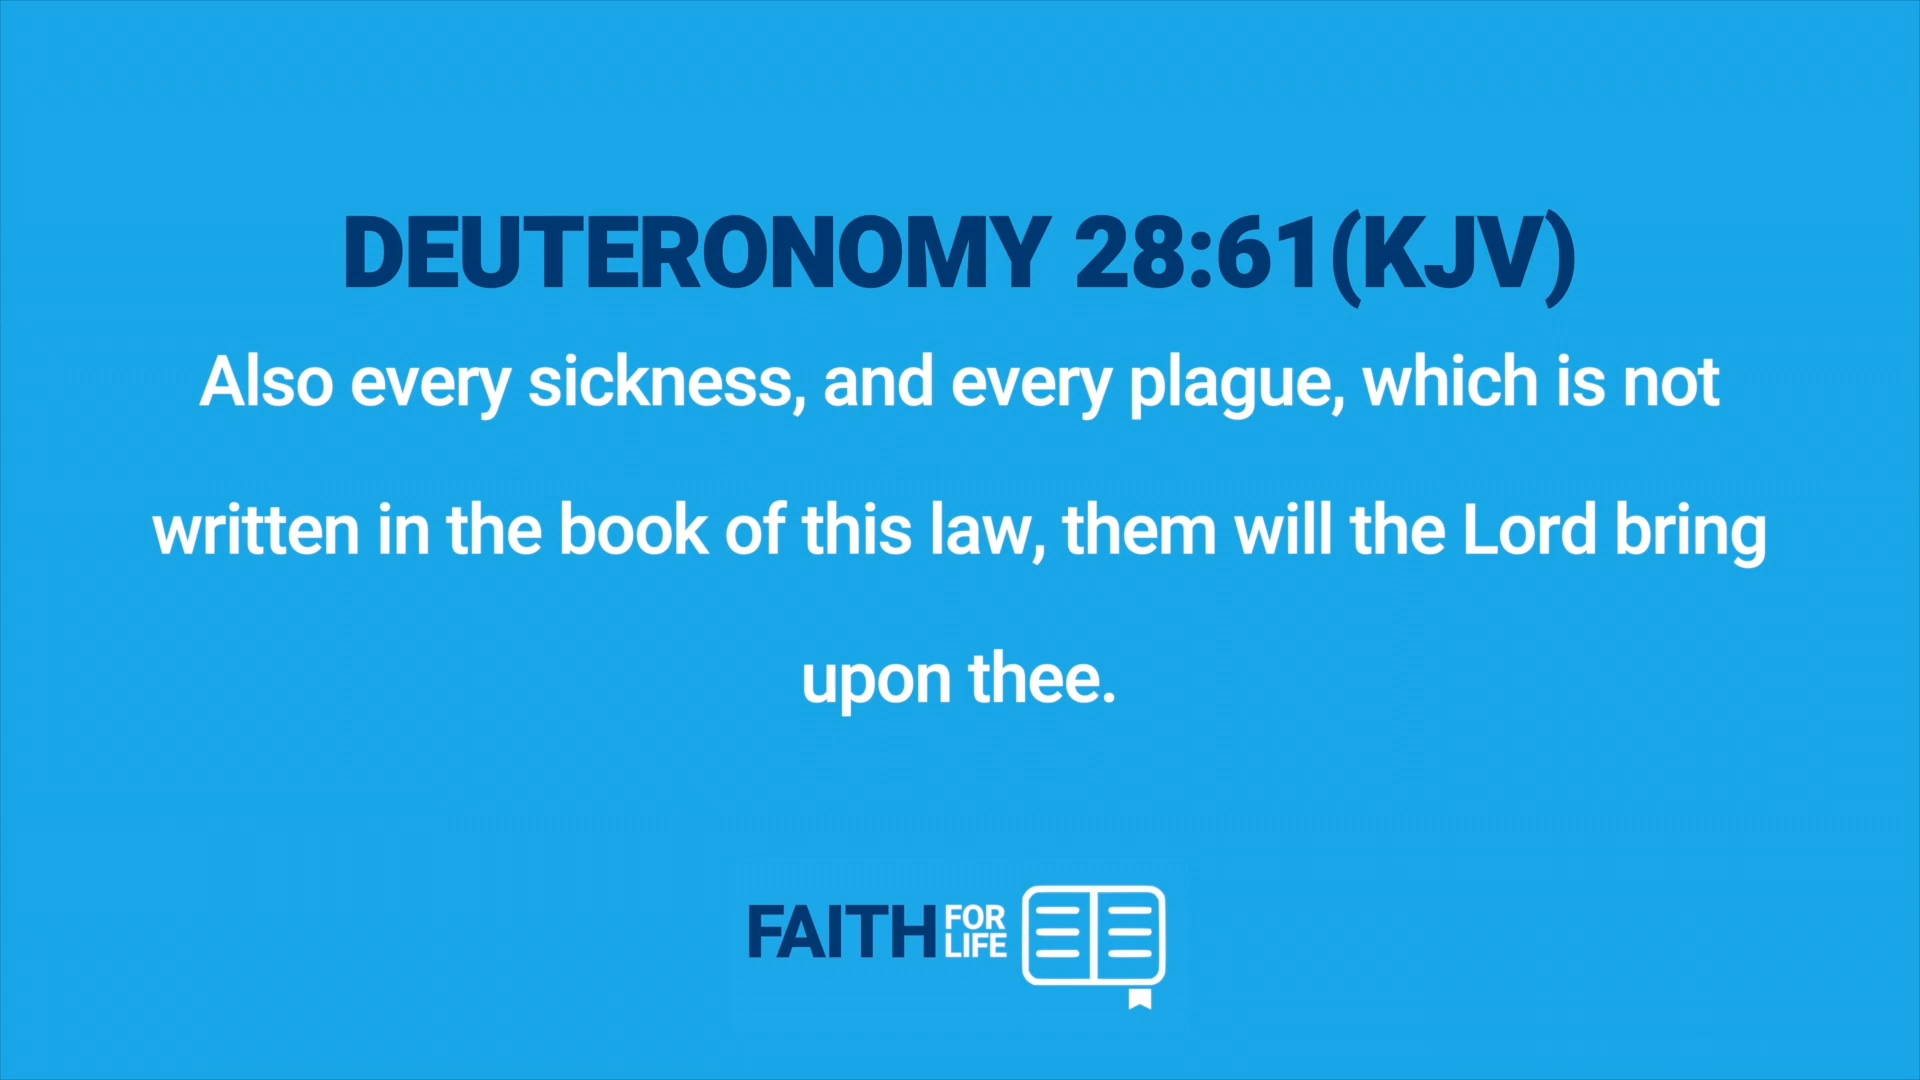 DEUTERONOMY 28:61(KJV)
Also every sickness, and every plague, which is not
written in the book of this law, them will the Lord bring
upon thee.
FAITH FOR
LIFE